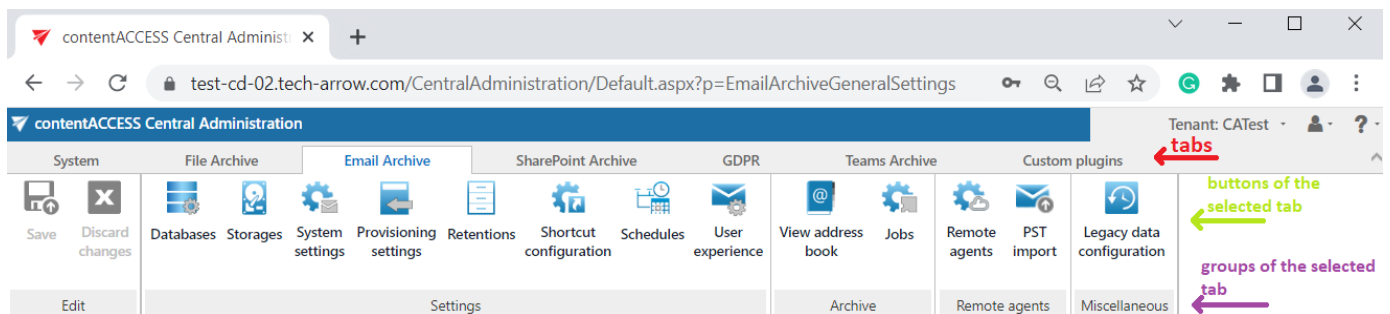 contentACCESS Central Administ
test-cd-02.tech-arrow.com/CentralAdministration/Default.aspx?p=EmailArchiveGeneralSettings
contentACCESS Central Administration
Tenant: CATest
System File Archive Email Archive SharePoint Archive GDPR Teams Archive Custom plugins
tabs
Save
Discard
changes
Databases
Storages
System
settings
Provisioning
settings
Retentions
Shortcut
configuration
Schedules
User
experience
View address
book
Jobs
Remote
agents
PST
import
Legacy data
configuration
buttons of the
selected tab
Edit Settings Archive Remote agents Miscellaneous
groups of the selected
tab